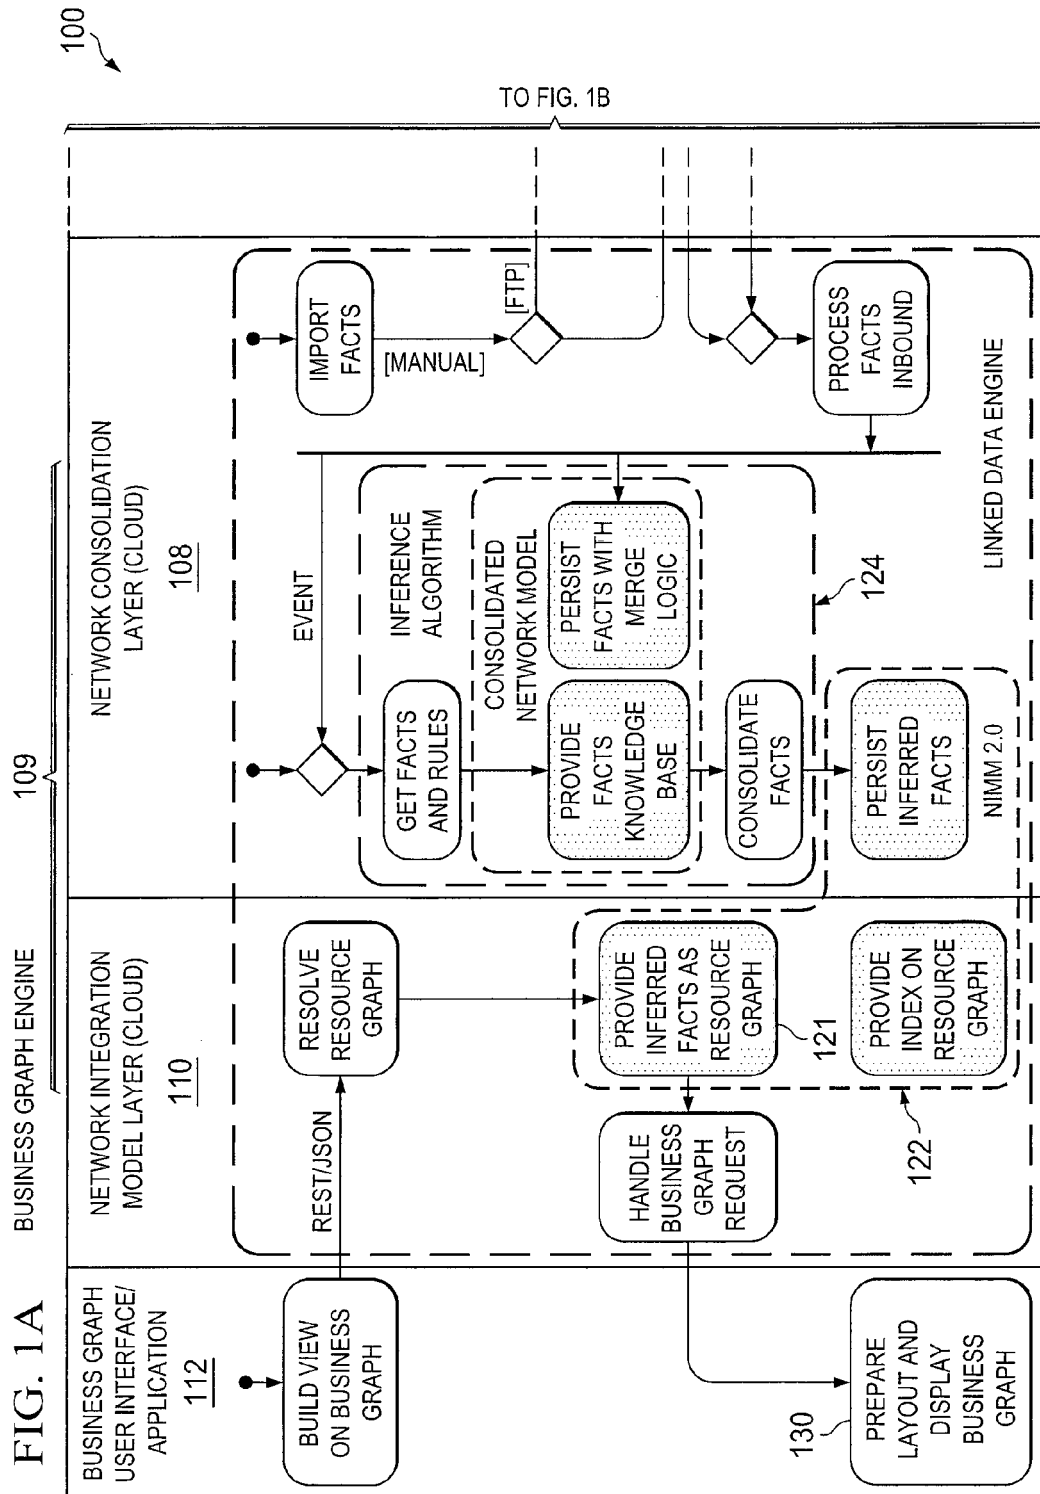 FIG. 1A
BUSINESS GRAPH ENGINE
109
100
BUSINESS GRAPH
USER INTERFACE/
APPLICATION
112
NETWORK INTEGRATION
MODEL LAYER (CLOUD)
110
NETWORK CONSOLIDATION
LAYER (CLOUD)
108
BUILD VIEW
ON BUSINESS
GRAPH
REST/JSON
RESOLVE
RESOURCE
GRAPH
EVENT
IMPORT
FACTS
[MANUAL]
[FTP]
TO FIG. 1B
GET FACTS
AND RULES
INFERENCE
ALGORITHM
CONSOLIDATED
NETWORK MODEL
PROVIDE
FACTS
KNOWLEDGE
BASE
PERSIST
FACTS WITH
MERGE
LOGIC
HANDLE
BUSINESS
GRAPH
REQUEST
PROVIDE
INFERRED
FACTS AS
RESOURCE
GRAPH
121
CONSOLIDATE
FACTS
124
PROCESS
FACTS
INBOUND
130
PREPARE
LAYOUT AND
DISPLAY
BUSINESS
GRAPH
122
PROVIDE
INDEX ON
RESOURCE
GRAPH
PERSIST
INFERRED
FACTS
NIMM 2.0
LINKED DATA ENGINE